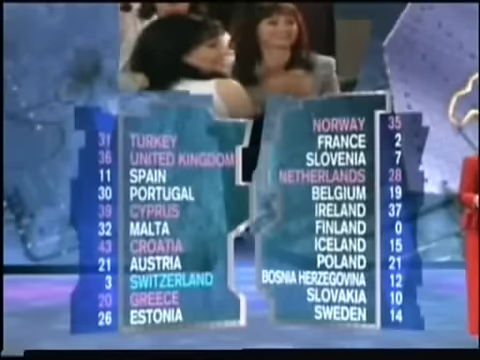 31 TURKEY
36 UNITED KINGDOM
11 SPAIN
30 PORTUGAL
39 CYPRUS
32 MALTA
43 CROATIA
21 AUSTRIA
3 SWITZERLAND
20 GREECE
26 ESTONIA
NORWAY 35
FRANCE 2
SLOVENIA 7
NETHERLANDS 28
BELGIUM 19
IRELAND 37
FINLAND 0
ICELAND 15
POLAND 21
BOSNIA HERZEGOVINA 12
SLOVAKIA 10
SWEDEN 14